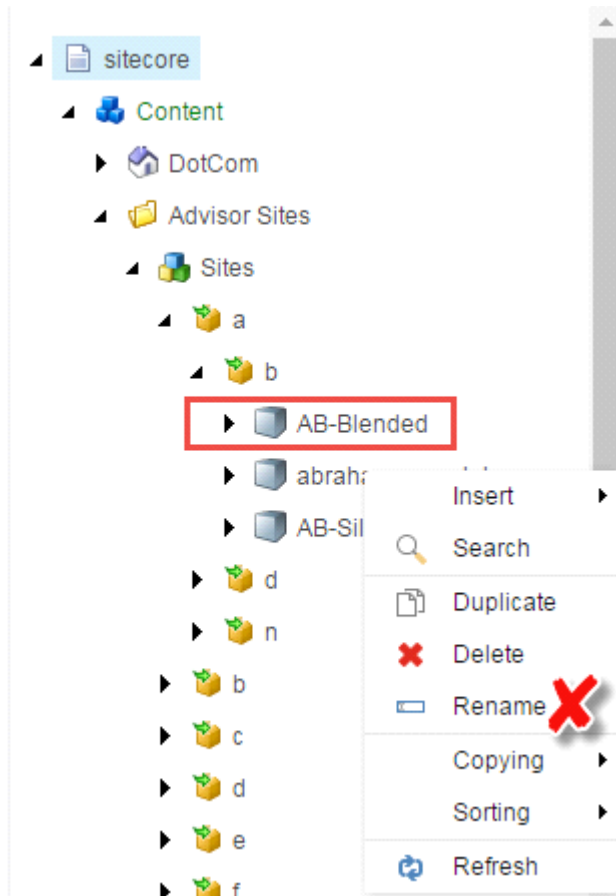 sitecore
Content
DotCom
Advisor Sites
Sites
a
b
AB-Blended
Insert
Search
d
Duplicate
n
Delete
b
Rename
c
Copying
d
Sorting
e
Refresh
f